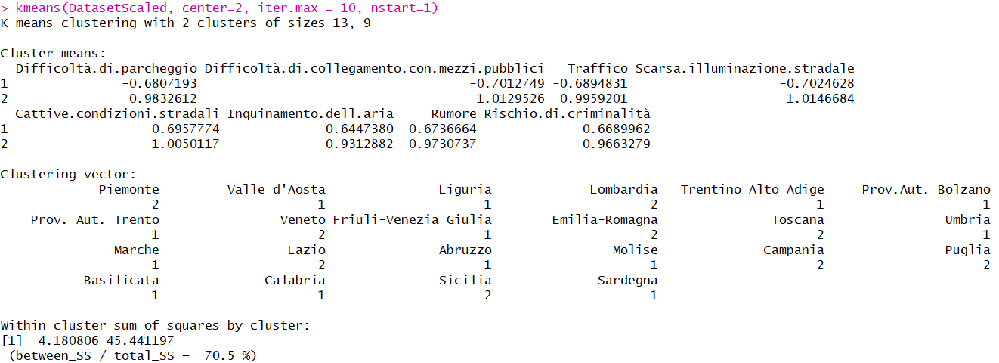 > kmeans(DatasetScaled, center=2, iter.max = 10, nstart=1)
K-means clustering with 2 clusters of sizes 13, 9
Cluster means:
Difficoltà.di.parcheggio Difficoltà.di.collegamento.con.mezzi.pubblici Traffico Scarsa.illuminazione.stradale
1 -0.6807193 -0.7012749 -0.6894831 -0.7024628
2 0.9832612 1.0129526 0.9959201 1.0146684
Cattive.condizioni.stradali Inquinamento.dell.aria Rumore Rischio.di.criminalità
1 -0.6957774 -0.6447380 -0.6736664 -0.6689962
2 1.0050117 0.9312882 0.9730737 0.9663279
Clustering vector:
Piemonte Valle d'Aosta Liguria Lombardia Trentino Alto Adige Prov.Aut. Bolzano
2 1 1 2 1 1
Prov. Aut. Trento Veneto Friuli-Venezia Giulia Emilia-Romagna Toscana Umbria
1 2 1 2 2 1
Marche Lazio Abruzzo Molise Campania Puglia
1 2 1 1 2 2
Basilicata Calabria Sicilia Sardegna
1 1 2 1
Within cluster sum of squares by cluster:
[1] 4.180806 45.441197
(between_SS / total_SS = 70.5 %)